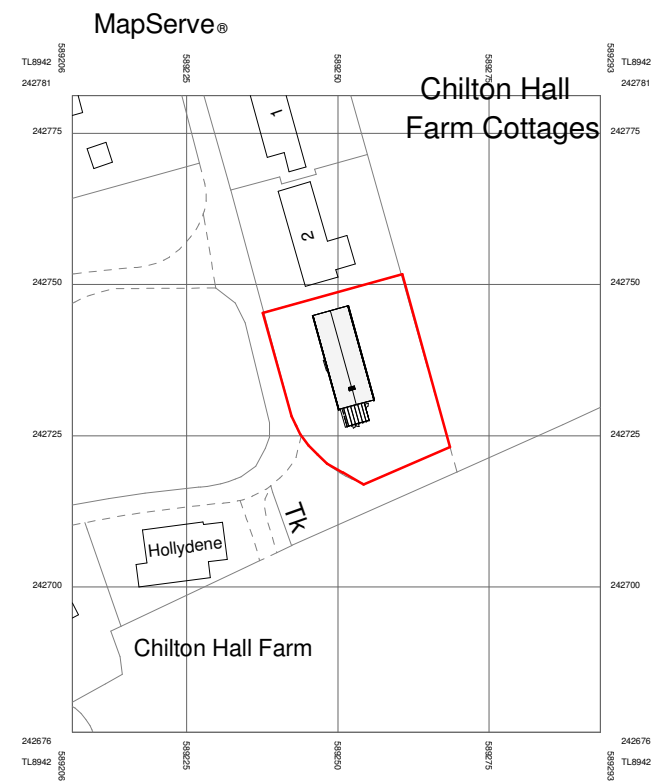 MapServe®
589206 589225 589250 589275 589293
TL8942 TL8942
242781 242781
Chilton Hall
Farm Cottages
242775 242775
1
2
242750 242750
242725 242725
Tk
Hollydene
242700 242700
Chilton Hall Farm
242676 242676
TL8942 TL8942
589206 589225 589250 589275 589293